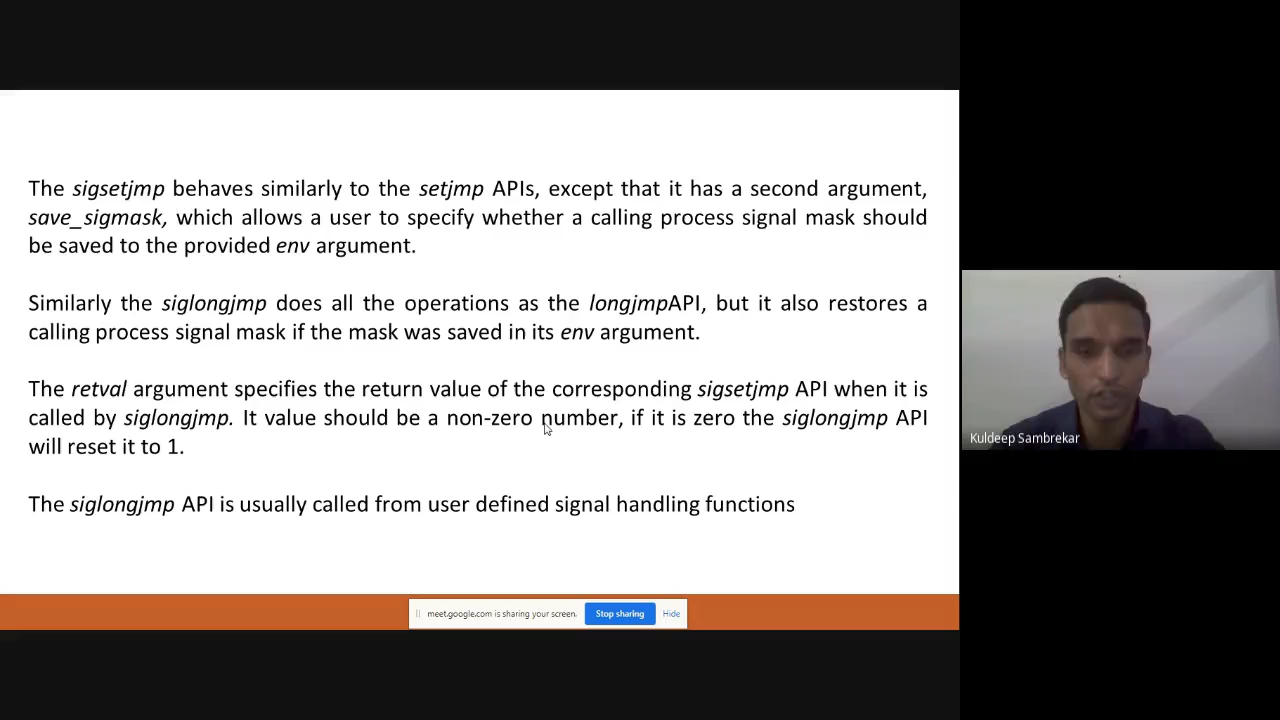 The sigsetjmp behaves similarly to the setjmp APIs, except that it has a second argument,
save_sigmask, which allows a user to specify whether a calling process signal mask should
be saved to the provided env argument.
Similarly the siglongjmp does all the operations as the longjmpAPI, but it also restores a
calling process signal mask if the mask was saved in its env argument.
The retval argument specifies the return value of the corresponding sigsetjmp API when it is
called by siglongjmp. It value should be a non-zero number, if it is zero the siglongjmp API
will reset it to 1.
The siglongjmp API is usually called from user defined signal handling functions
meet.google.com is sharing your screen. Stop sharing Hide
Kuldeep Sambrekar